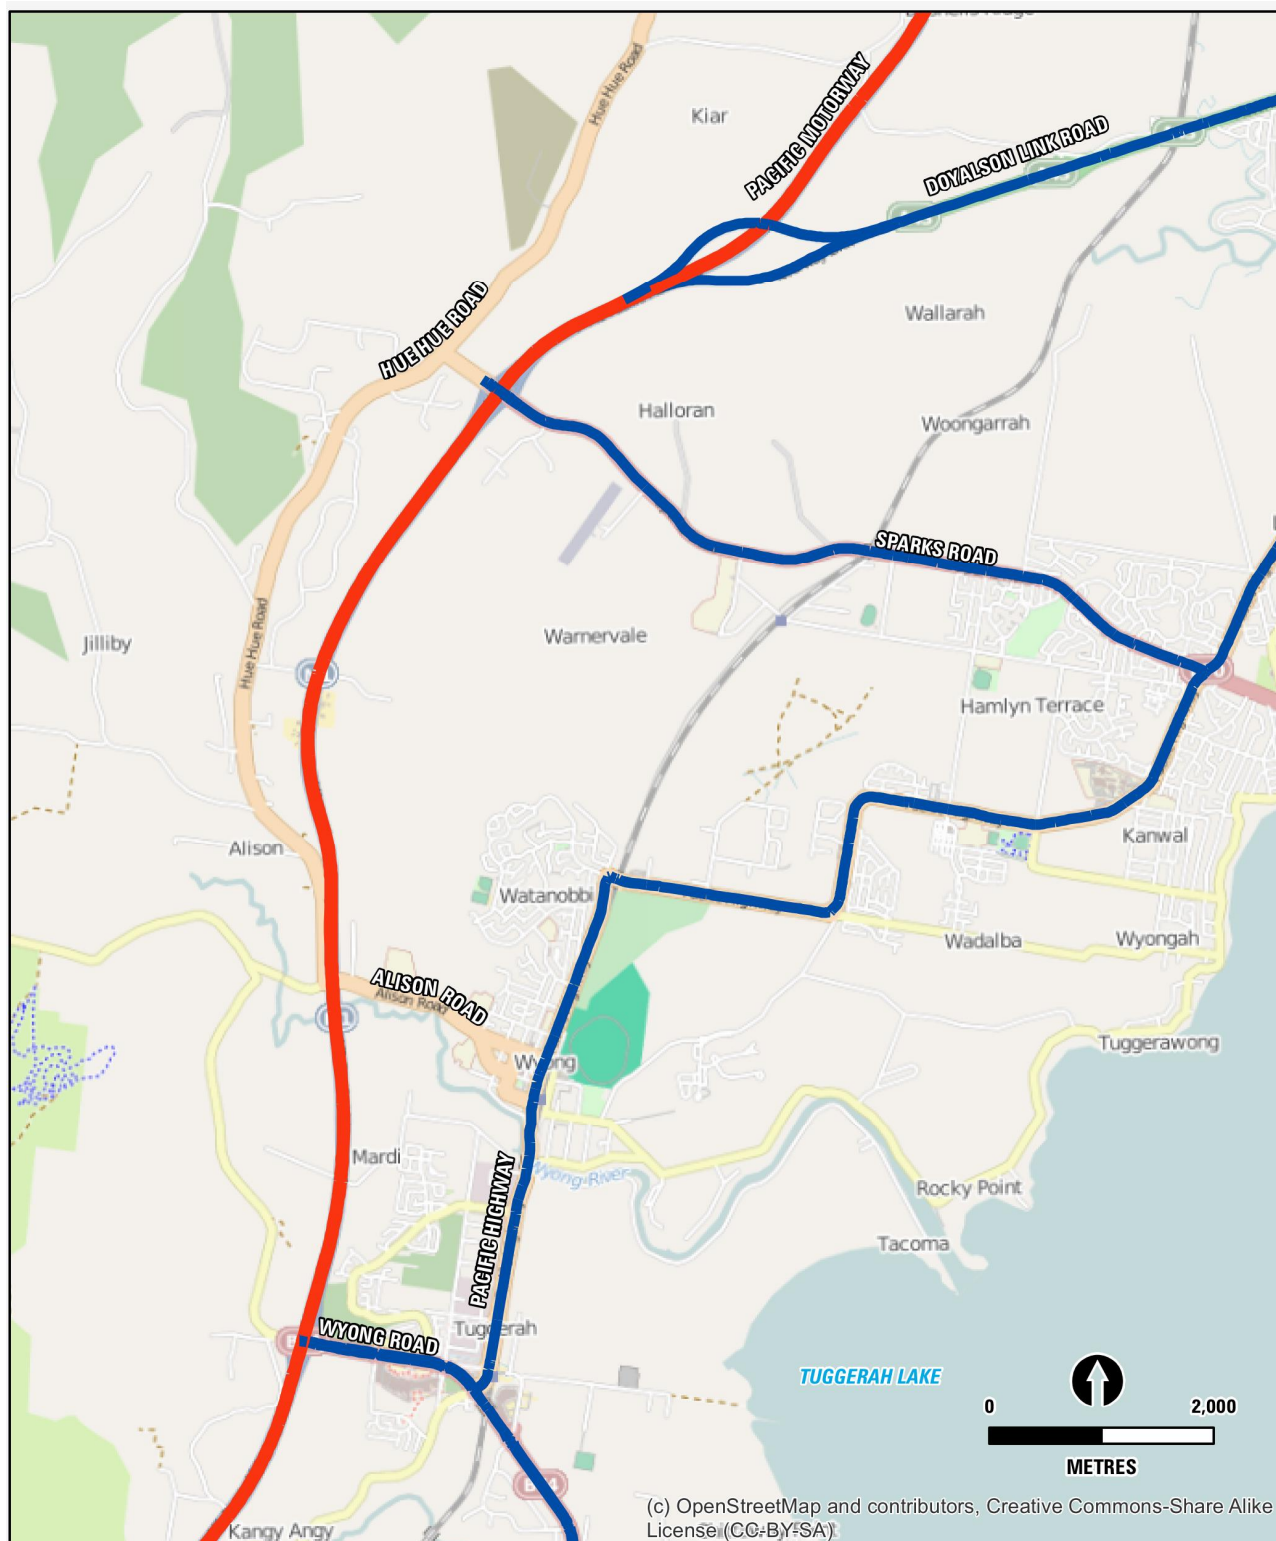 Hue Hue Road
Kiar
PACIFIC MOTORWAY
DOYALSON LINK ROAD
HUE HUE ROAD
Wallarah
Halloran
Woongarrah
SPARKS ROAD
Hue Hue Road
Jilliby
Warnervale
Hamlyn Terrace
Alison
Kanwal
Watanobbi
Wadalba
Wyongah
ALISON ROAD
Alison Road
Tuggerawong
Wyong
Mardi
Wyong River
PACIFIC HIGHWAY
Rocky Point
Tacoma
WYONG ROAD
Tuggerah
TUGGERAH LAKE
0 2,000
METRES
Kangy Angy
(c) OpenStreetMap and contributors, Creative Commons-Share Alike
License (CC-BY-SA)